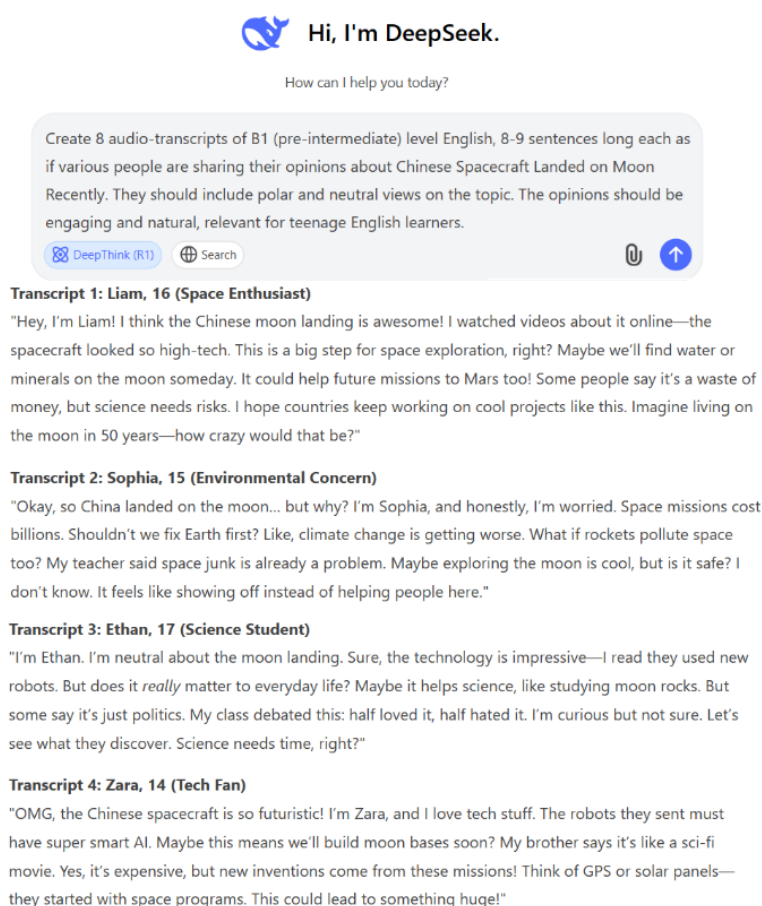 Hi, I'm DeepSeek.
How can I help you today?
Create 8 audio-transcripts of B1 (pre-intermediate) level English, 8-9 sentences long each as
if various people are sharing their opinions about Chinese Spacecraft Landed on Moon
Recently. They should include polar and neutral views on the topic. The opinions should be
engaging and natural, relevant for teenage English learners.
DeepThink (R1)
Search
Transcript 1: Liam, 16 (Space Enthusiast)
"Hey, I'm Liam! I think the Chinese moon landing is awesome! I watched videos about it online—the
spacecraft looked so high-tech. This is a big step for space exploration, right? Maybe we'll find water or
minerals on the moon someday. It could help future missions to Mars too! Some people say it's a waste of
money, but science needs risks. I hope countries keep working on cool projects like this. Imagine living on
the moon in 50 years—how crazy would that be?"
Transcript 2: Sophia, 15 (Environmental Concern)
"Okay, so China landed on the moon... but why? I'm Sophia, and honestly, I'm worried. Space missions cost
billions. Shouldn't we fix Earth first? Like, climate change is getting worse. What if rockets pollute space
too? My teacher said space junk is already a problem. Maybe exploring the moon is cool, but is it safe? I
don't know. It feels like showing off instead of helping people here."
Transcript 3: Ethan, 17 (Science Student)
"I'm Ethan. I'm neutral about the moon landing. Sure, the technology is impressive—I read they used new
robots. But does it really matter to everyday life? Maybe it helps science, like studying moon rocks. But
some say it's just politics. My class debated this: half loved it, half hated it. I'm curious but not sure. Let's
see what they discover. Science needs time, right?"
Transcript 4: Zara, 14 (Tech Fan)
"OMG, the Chinese spacecraft is so futuristic! I'm Zara, and I love tech stuff. The robots they sent must
have super smart AI. Maybe this means we'll build moon bases soon? My brother says it's like a sci-fi
movie. Yes, it's expensive, but new inventions come from these missions! Think of GPS or solar panels—
they started with space programs. This could lead to something huge!"